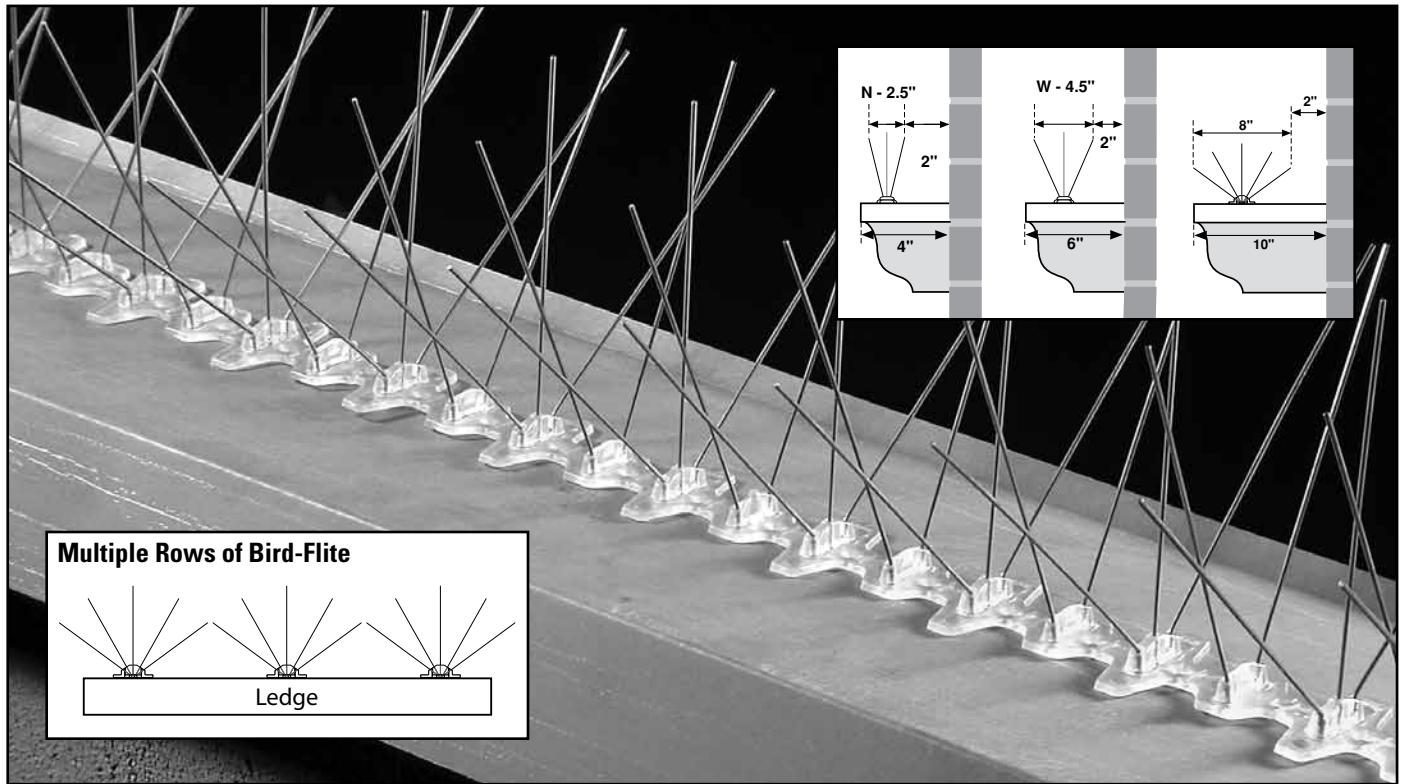 N - 2.5"
2"
4"
W - 4.5"
2"
6"
8"
2"
10"
Multiple Rows of Bird-Flite
Ledge